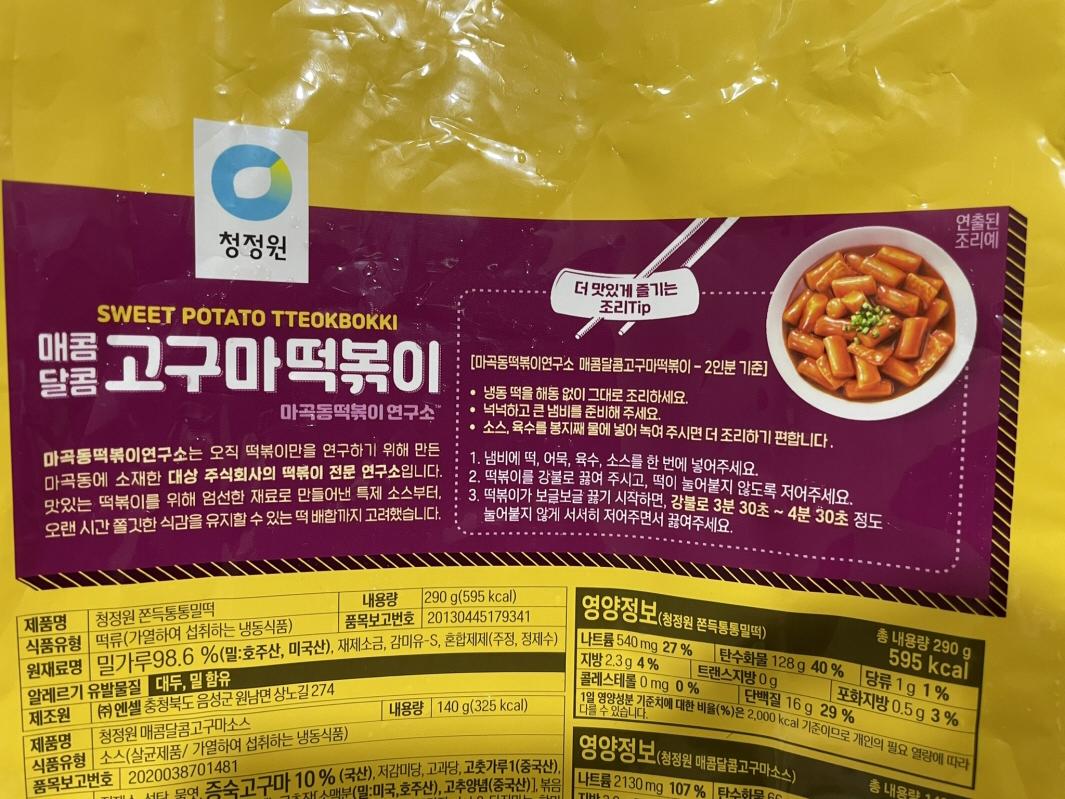 청정원
SWEET POTATO TTEOKBOKKI
매콤
달콤 고구마떡볶이
마곡동떡볶이 연구소™
마곡동떡볶이연구소는 오직 떡볶이만을 연구하기 위해 만든
마곡동에 소재한 대상 주식회사의 떡볶이 전문 연구소입니다.
맛있는 떡볶이를 위해 엄선한 재료로 만들어낸 특제 소스부터,
오랜 시간 쫄깃한 식감을 유지할 수 있는 떡 배합까지 고려했습니다.
더 맛있게 즐기는
조리Tip
연출된
조리예
[마곡동떡볶이연구소 매콤달콤고구마떡볶이 - 2인분 기준]
• 냉동 떡을 해동 없이 그대로 조리하세요.
• 넉넉하고 큰 냄비를 준비해 주세요.
• 소스, 육수를 봉지째 물에 넣어 녹여 주시면 더 조리하기 편합니다.
1. 냄비에 떡, 어묵, 육수, 소스를 한 번에 넣어주세요.
2. 떡볶이를 강불로 끓여 주시고, 떡이 눌어붙지 않도록 저어주세요.
3. 떡볶이가 보글보글 끓기 시작하면, 강불로 3분 30초 ~ 4분 30초 정도
눌어붙지 않게 서서히 저어주면서 끓여주세요.
제품명 청정원 쫀득통통밀떡 내용량 290 g(595 kcal)
식품유형 떡류(가열하여 섭취하는 냉동식품) 품목보고번호 20130445179341
원재료명 밀가루98.6 %(밀:호주산, 미국산), 재제소금, 감미유-S, 혼합제제(주정, 정제수)
알레르기 유발물질 대두, 밀 함유
제조원 ㈜엔셀 충청북도 음성군 원남면 상노길 274
제품명 청정원 매콤달콤고구마소스 내용량 140 g(325 kcal)
식품유형 소스(살균제품/ 가열하여 섭취하는 냉동식품)
품목보고번호 2020038701481
증숙고구마 10 % (국산), 저감미당, 고과당, 고춧가루1(중국산),
(밀:미국,호주산), 고추양념(중국산)], 볶음
영양정보(청정원 쫀득통통밀떡) 총 내용량 290 g
595 kcal
나트륨 540 mg 27 % 탄수화물 128 g 40 % 당류 1 g 1 %
지방 2.3 g 4 % 트랜스지방 0 g 포화지방 0.5 g 3 %
콜레스테롤 0 mg 0 % 단백질 16 g 29 %
1일 영양성분 기준치에 대한 비율(%)은 2,000 kcal 기준이므로 개인의 필요 열량에 따라
다를 수 있습니다.
영양정보(청정원 매콤달콤고구마소스) 총 내용량
나트륨 2130 mg 107 % 탄수화물